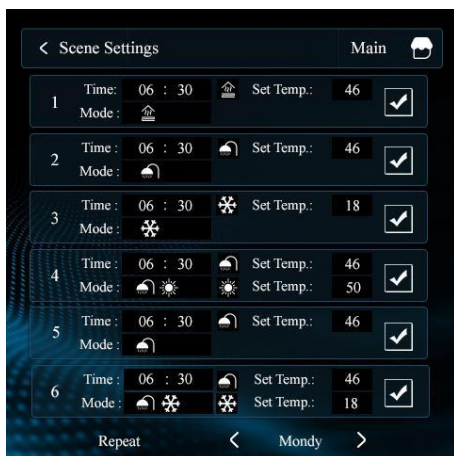 < Scene Settings Main
1 Time: 06 : 30 Set Temp.: 46
Mode :
2 Time : 06 : 30 Set Temp.: 46
Mode :
3 Time : 06 : 30 Set Temp.: 18
Mode :
4 Time : 06 : 30 Set Temp.: 46
Mode : Set Temp.: 50
5 Time : 06 : 30 Set Temp.: 46
Mode :
6 Time : 06 : 30 Set Temp.: 46
Mode : Set Temp.: 18
Repeat < Mondy >